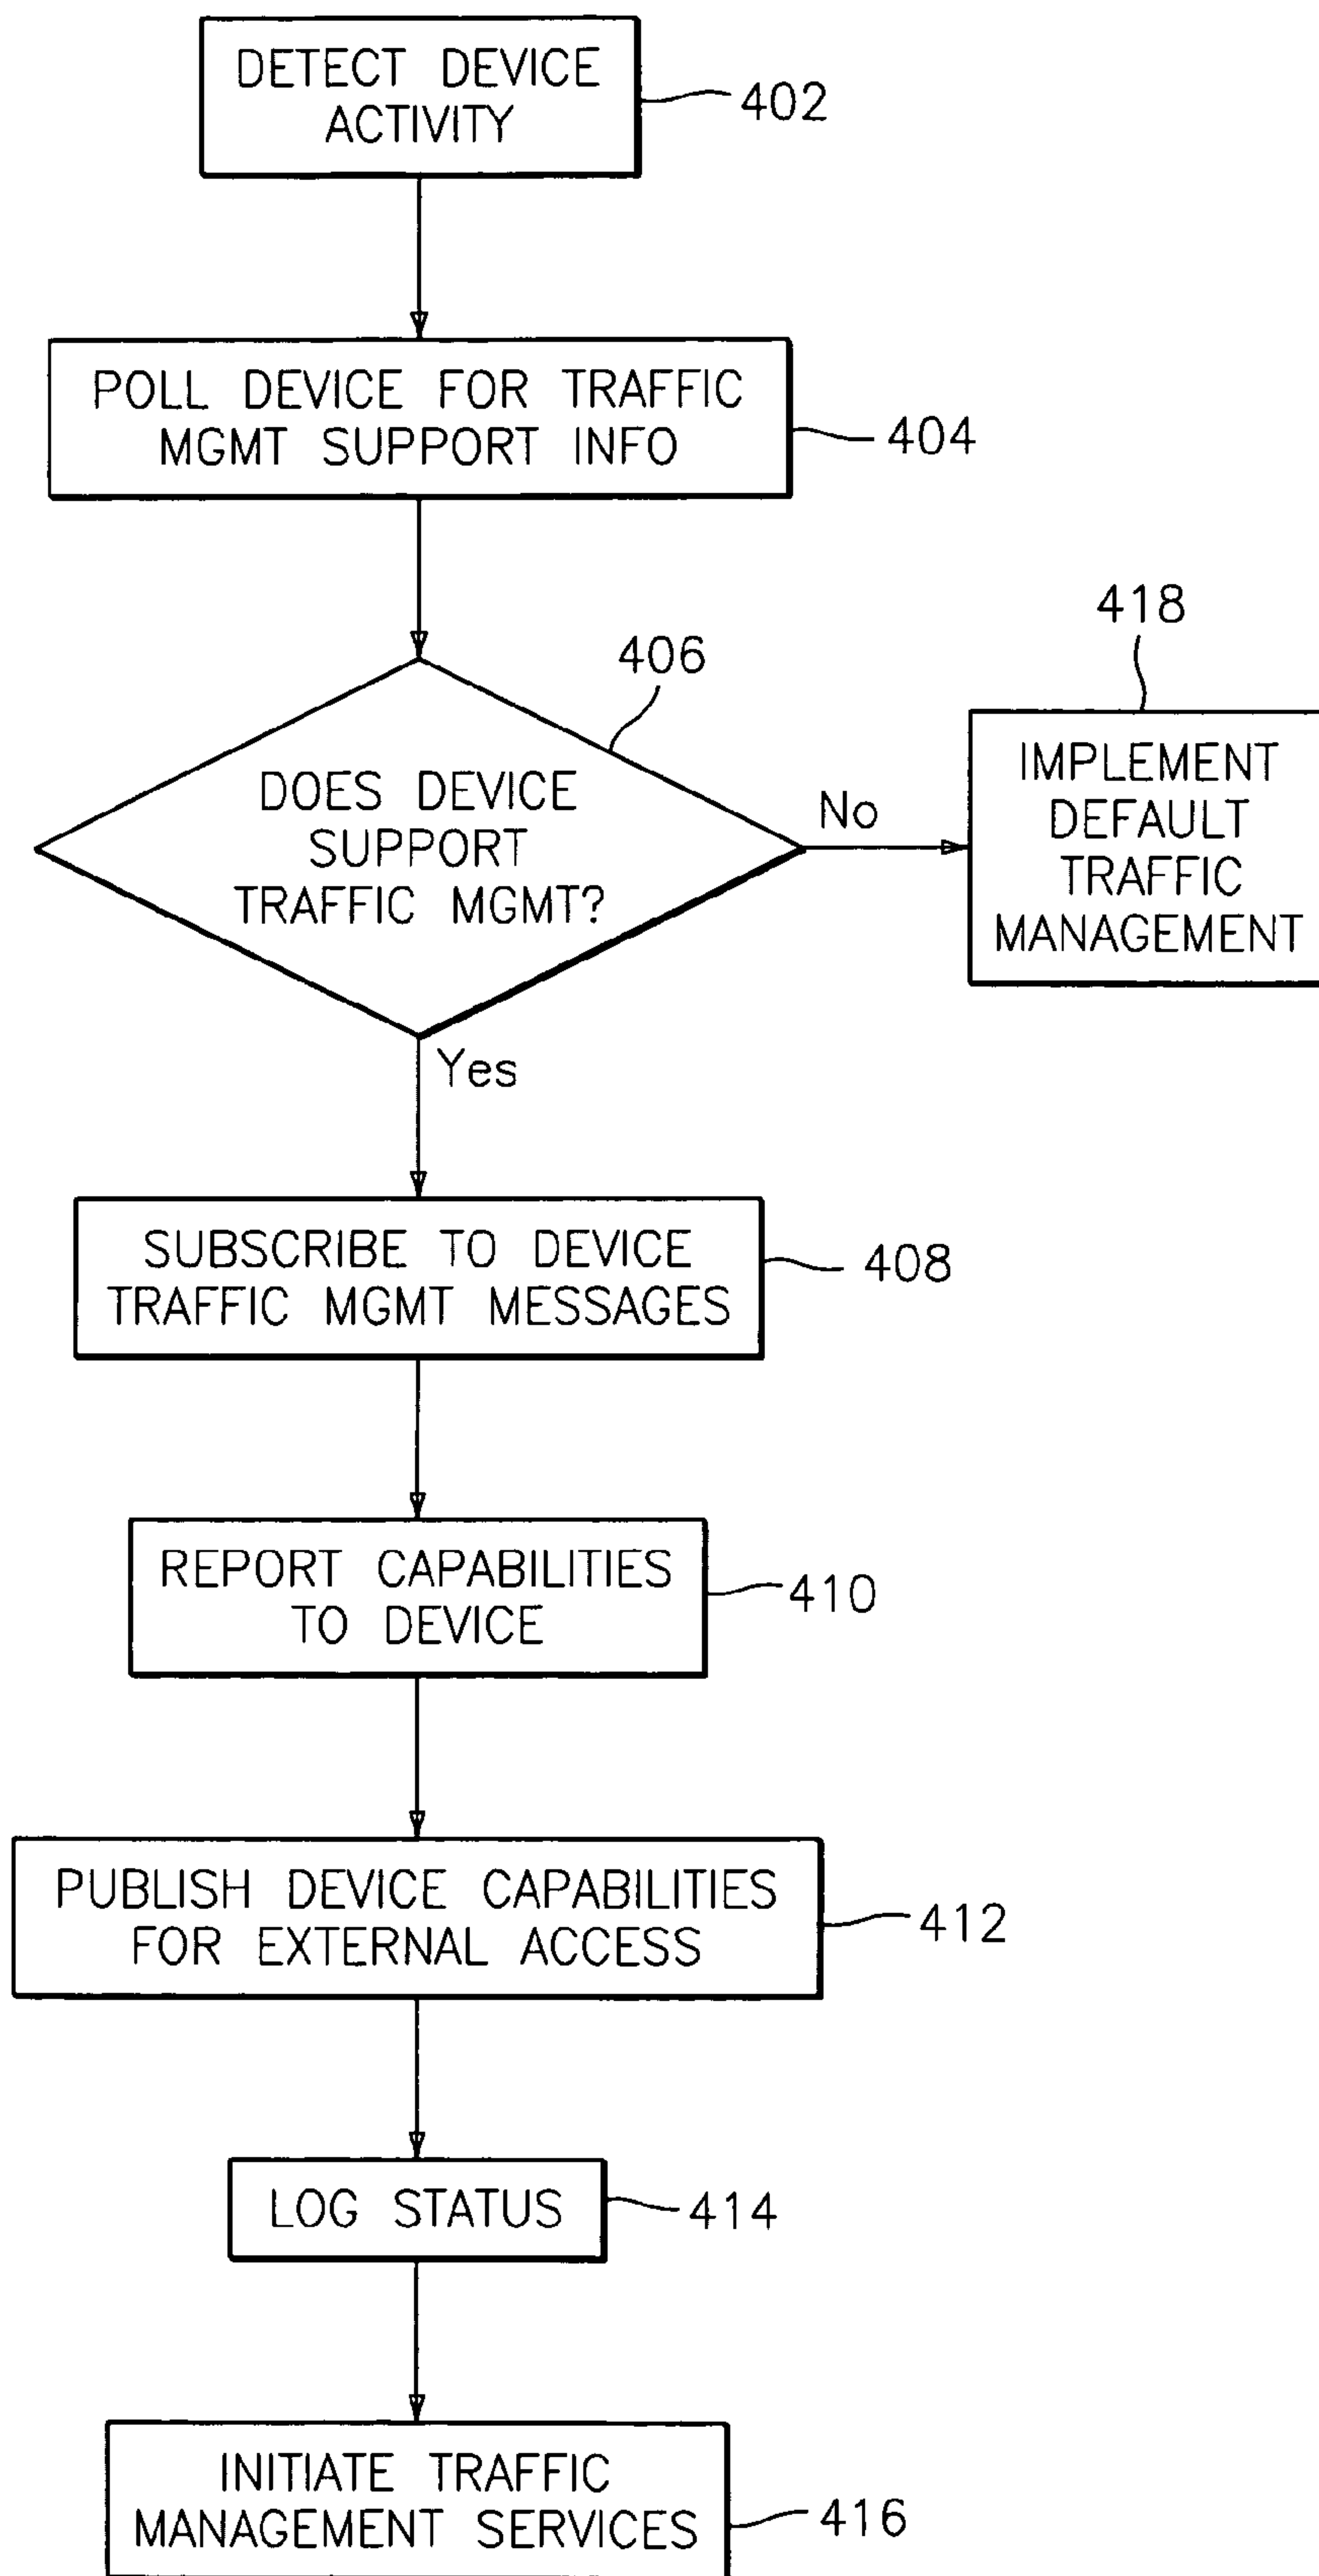 DETECT DEVICE
ACTIVITY
402
POLL DEVICE FOR TRAFFIC
MGMT SUPPORT INFO
404
406
DOES DEVICE
SUPPORT
TRAFFIC MGMT?
No
418
IMPLEMENT
DEFAULT
TRAFFIC
MANAGEMENT
Yes
SUBSCRIBE TO DEVICE
TRAFFIC MGMT MESSAGES
408
REPORT CAPABILITIES
TO DEVICE
410
PUBLISH DEVICE CAPABILITIES
FOR EXTERNAL ACCESS
412
LOG STATUS
414
INITIATE TRAFFIC
MANAGEMENT SERVICES
416